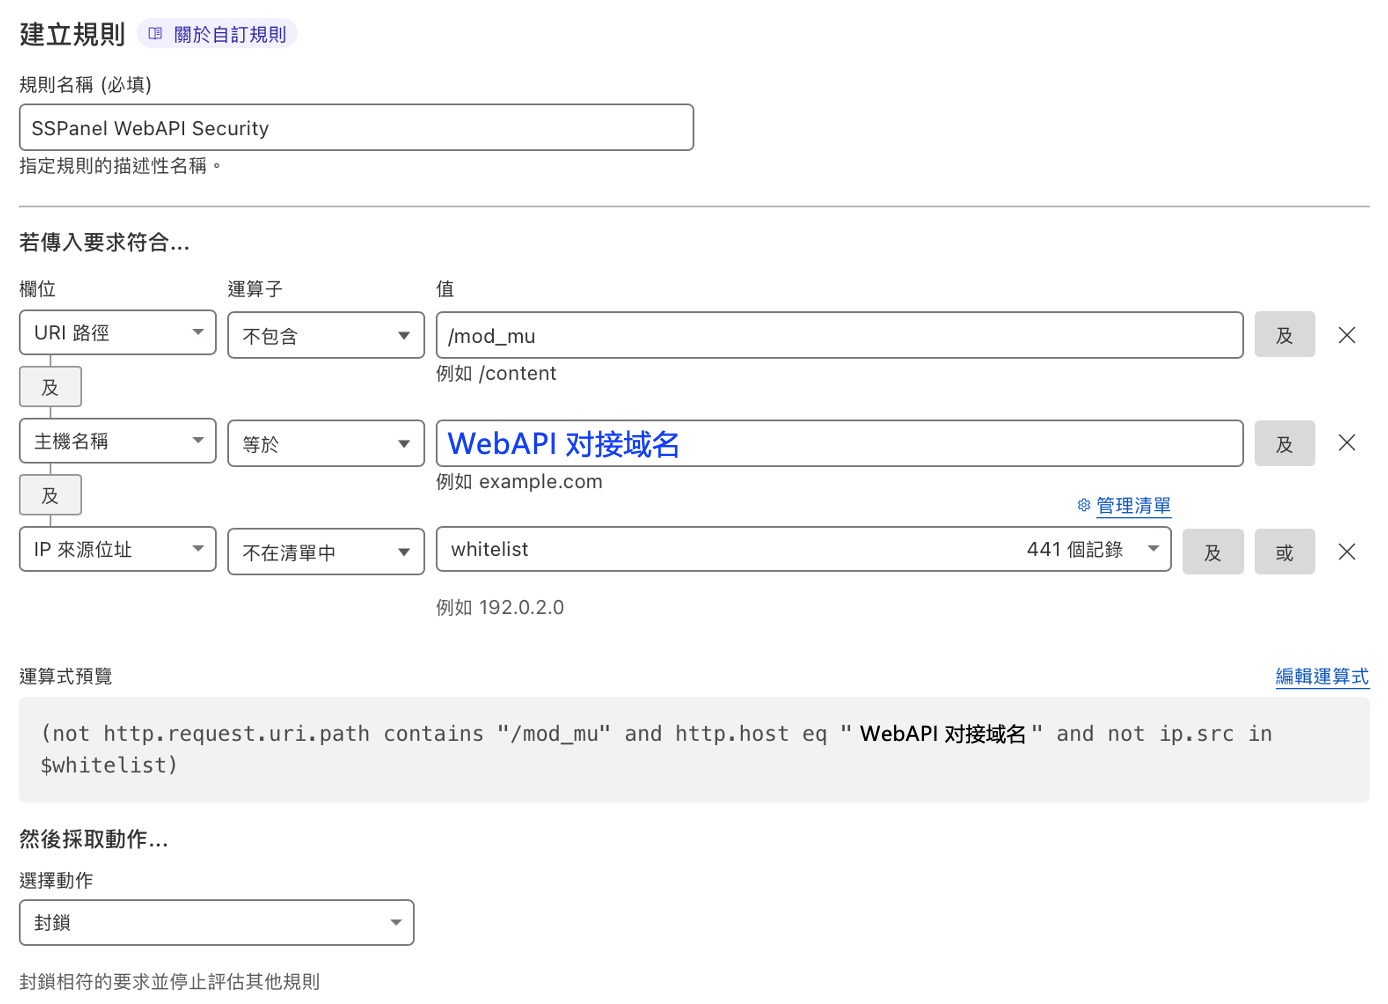 建立規則 關於自訂規則
規則名稱 (必填)
SSPanel WebAPI Security
指定規則的描述性名稱。
若傳入要求符合...
欄位 運算子 值
URI 路徑 不包含 /mod_mu 及
例如 /content
及
主機名稱 等於 WebAPI 对接域名 及
例如 example.com
及
管理清單
IP 來源位址 不在清單中 whitelist 441 個記錄 及 或
例如 192.0.2.0
運算式預覽 編輯運算式
(not http.request.uri.path contains "/mod_mu" and http.host eq " WebAPI 对接域名 " and not ip.src in
$whitelist)
然後採取動作...
選擇動作
封鎖
封鎖相符的要求並停止評估其他規則